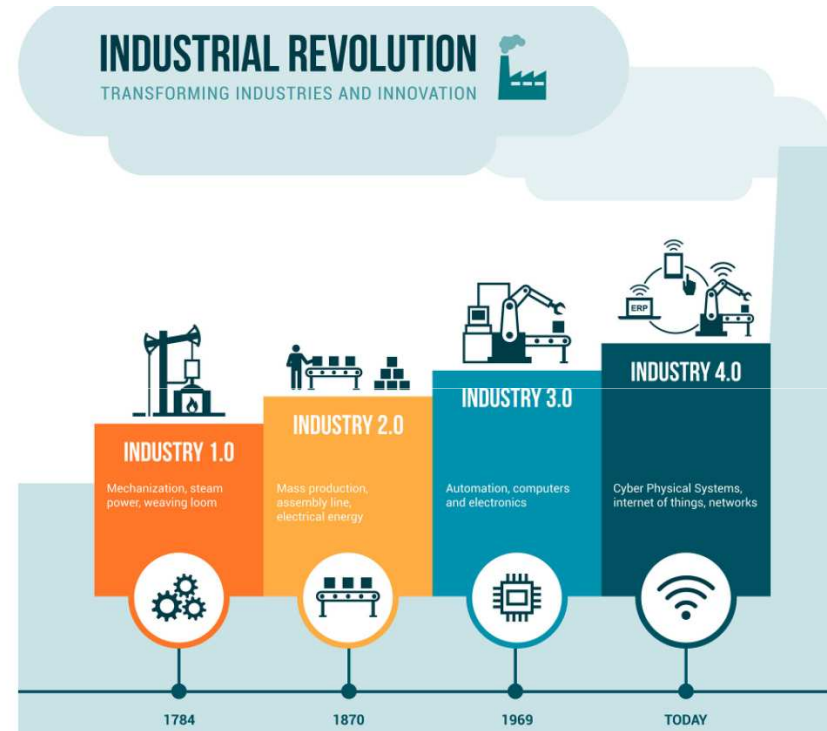 INDUSTRIAL REVOLUTION
TRANSFORMING INDUSTRIES AND INNOVATION
INDUSTRY 1.0
Mechanization, steam
power, weaving loom
INDUSTRY 2.0
Mass production,
assembly line,
electrical energy
INDUSTRY 3.0
Automation, computers
and electronics
ERP
INDUSTRY 4.0
Cyber Physical Systems,
internet of things, networks
1784
1870
1969
TODAY